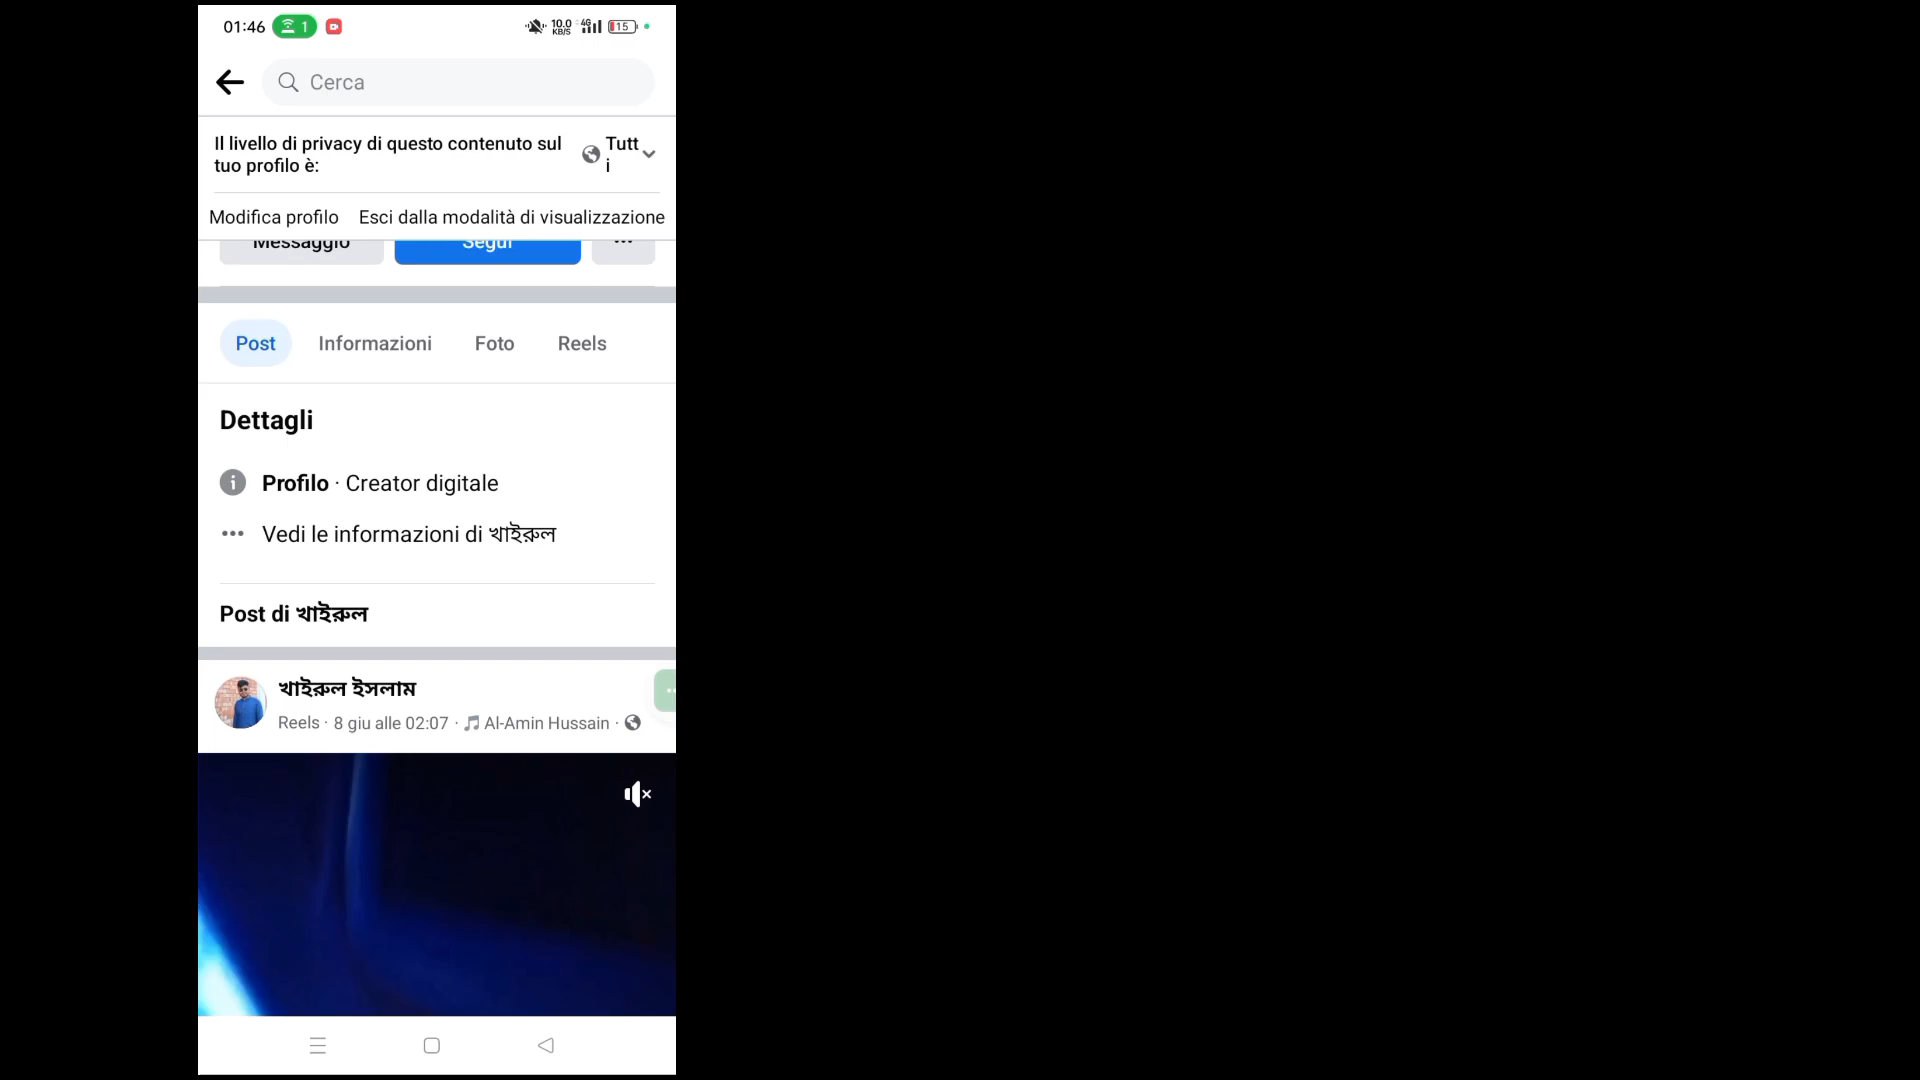 01:46 1 10.0 KB/S 4G 15
Cerca
Il livello di privacy di questo contenuto sul
tuo profilo è:
Tutt
i
Modifica profilo Esci dalla modalità di visualizzazione
Messaggio Segui ...
Post Informazioni Foto Reels
Dettagli
Profilo · Creator digitale
Vedi le informazioni di খাইরুল
Post di খাইরুল
খাইরুল ইসলাম
Reels · 8 giu alle 02:07 · Al-Amin Hussain ·